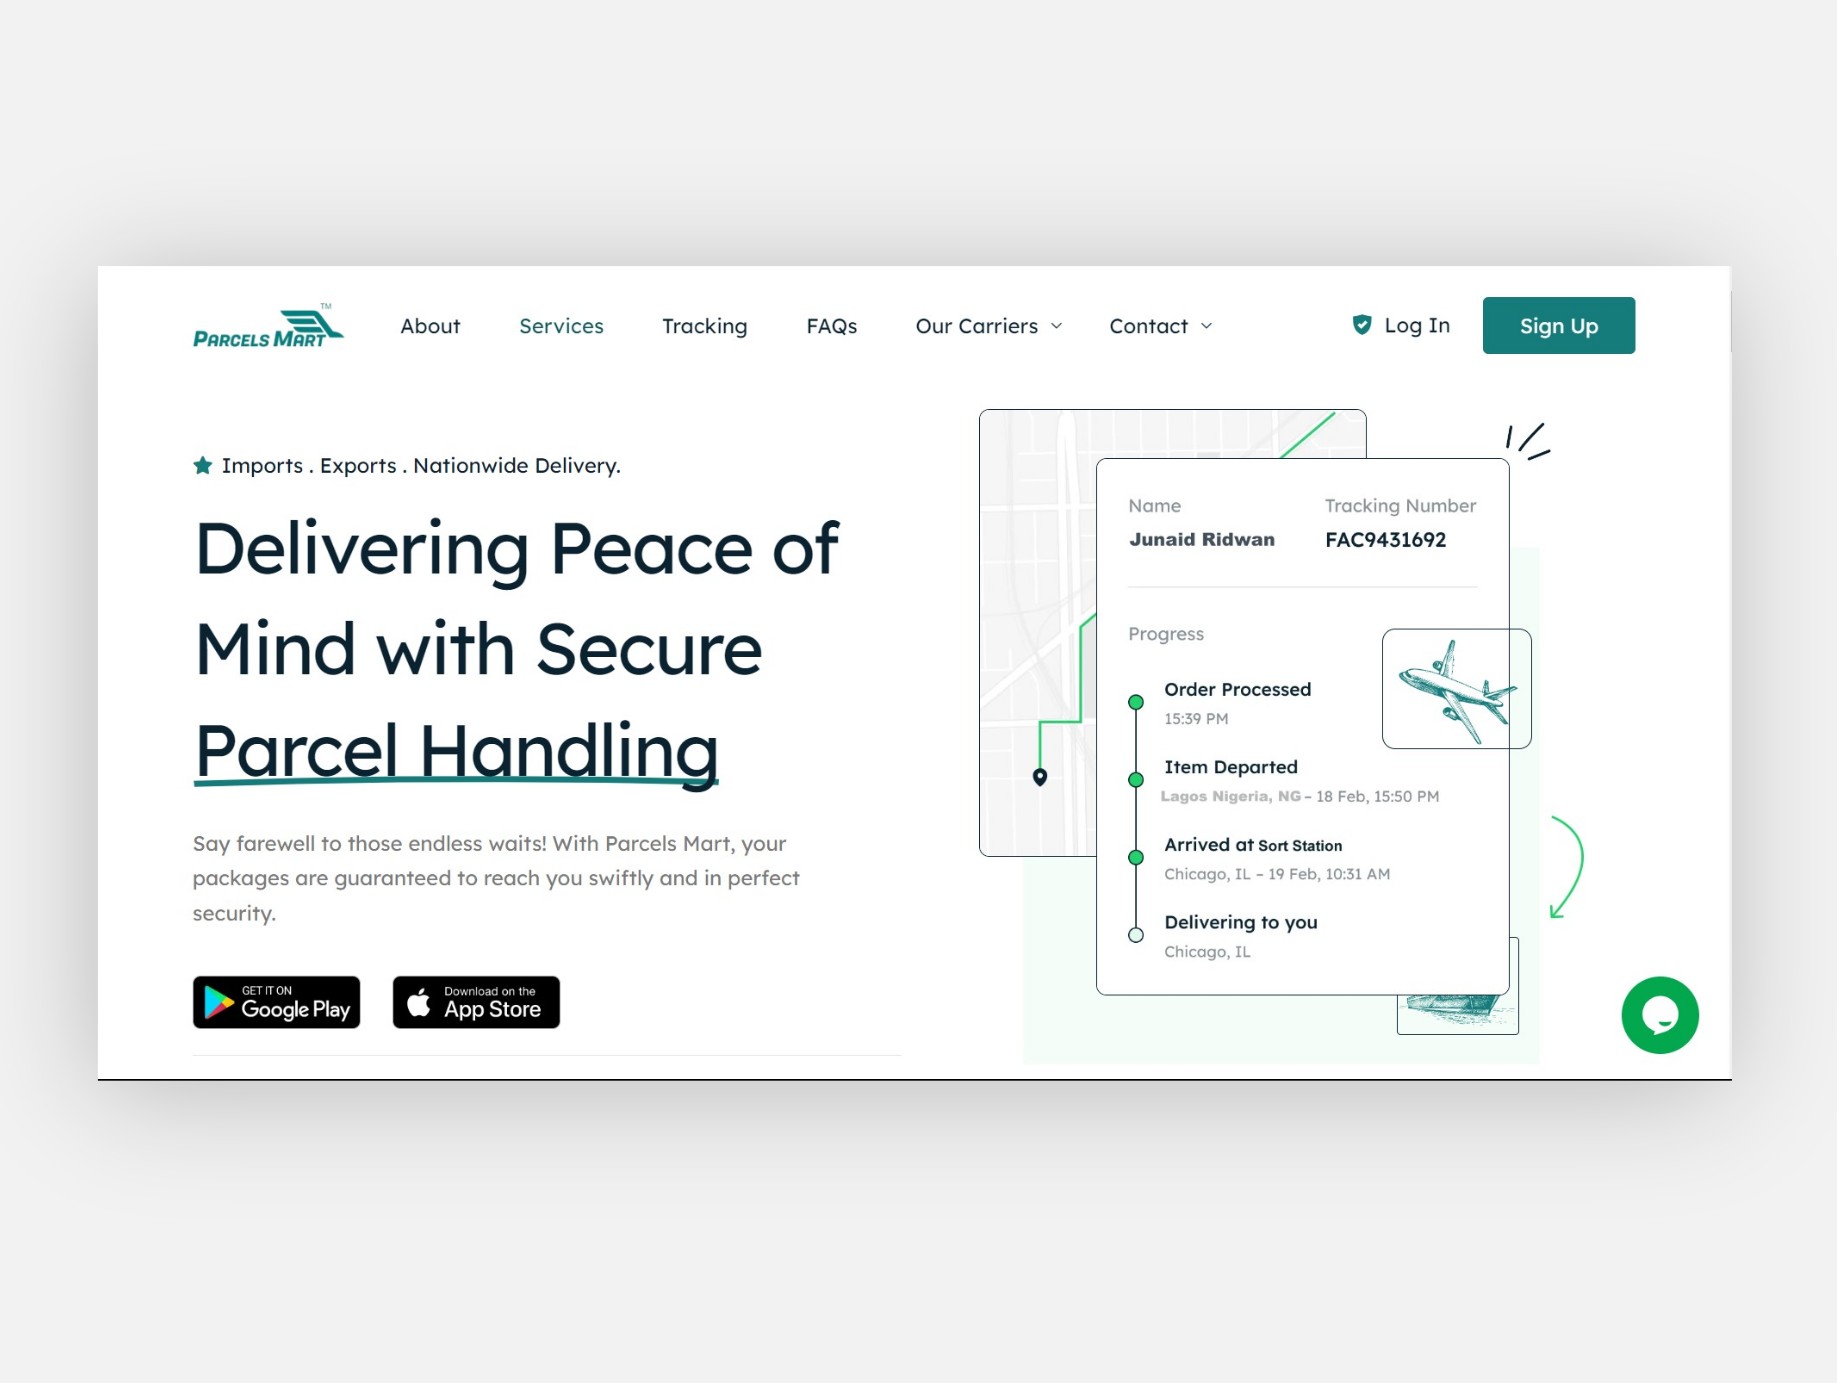 PARCELS MART TM
About
Services
Tracking
FAQs
Our Carriers
Contact
Log In
Sign Up
Imports . Exports . Nationwide Delivery.
Delivering Peace of
Mind with Secure
Parcel Handling
Say farewell to those endless waits! With Parcels Mart, your
packages are guaranteed to reach you swiftly and in perfect
security.
GET IT ON
Google Play
Download on the
App Store
Name
Junaid Ridwan
Tracking Number
FAC9431692
Progress
Order Processed
15:39 PM
Item Departed
Lagos Nigeria, NG – 18 Feb, 15:50 PM
Arrived at Sort Station
Chicago, IL – 19 Feb, 10:31 AM
Delivering to you
Chicago, IL